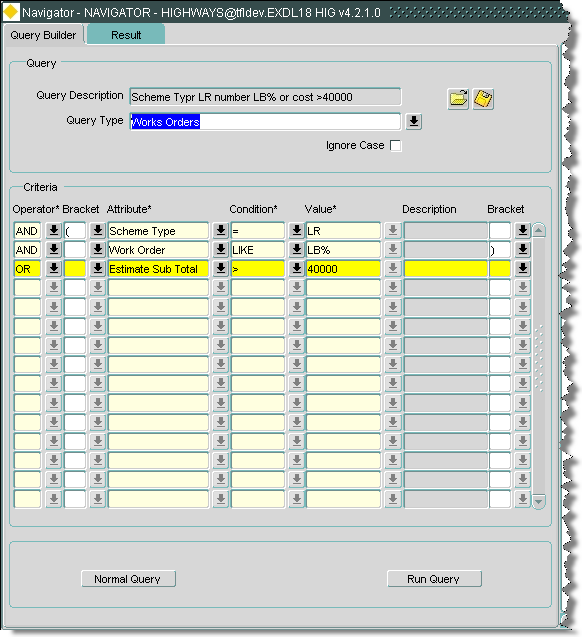 Navigator - NAVIGATOR - HIGHWAYS@tfldev.EXDL18 HIG v4.2.1.0
Query Builder Result
Query
Query Description Scheme Typr LR number LB% or cost >40000
Query Type Works Orders
Ignore Case
Criteria
Operator* Bracket Attribute* Condition* Value* Description Bracket
AND ( Scheme Type = LR
AND Work Order LIKE LB% )
OR Estimate Sub Total > 40000
Normal Query Run Query